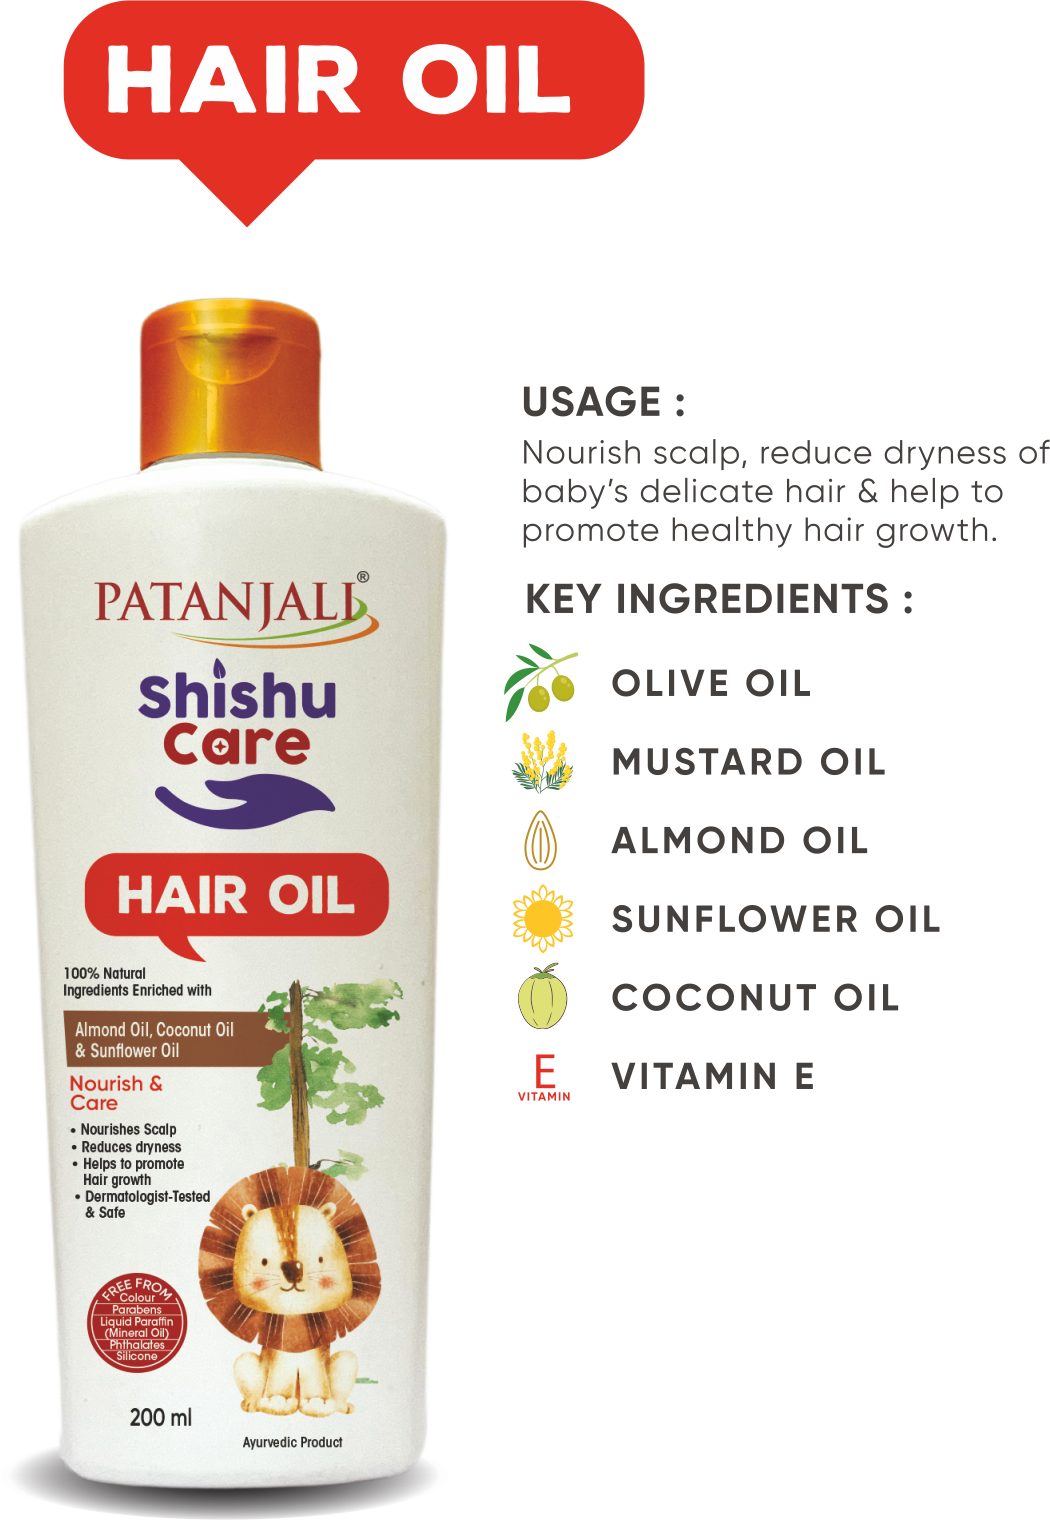 HAIR OIL
PATANJALI®
Shishu
Care
HAIR OIL
100% Natural
Ingredients Enriched with
Almond Oil, Coconut Oil
& Sunflower Oil
Nourish &
Care
• Nourishes Scalp
• Reduces dryness
• Helps to promote
Hair growth
• Dermatologist-Tested
& Safe
FREE FROM
Colour
Parabens
Liquid Paraffin
(Mineral Oil)
Phthalates
Silicone
200 ml
Ayurvedic Product
USAGE :
Nourish scalp, reduce dryness of
baby’s delicate hair & help to
promote healthy hair growth.
KEY INGREDIENTS :
OLIVE OIL
MUSTARD OIL
ALMOND OIL
SUNFLOWER OIL
COCONUT OIL
E
VITAMIN
VITAMIN E